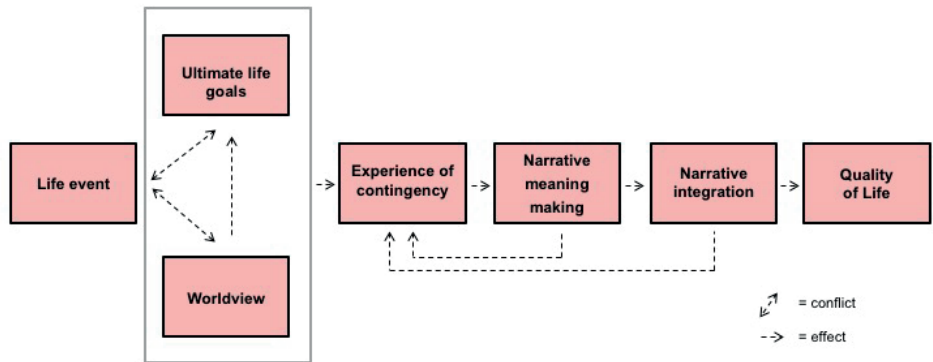 Ultimate life
goals
Life event
Experience of
contingency
Narrative
meaning
making
Narrative
integration
Quality
of Life
Worldview
= conflict
= effect